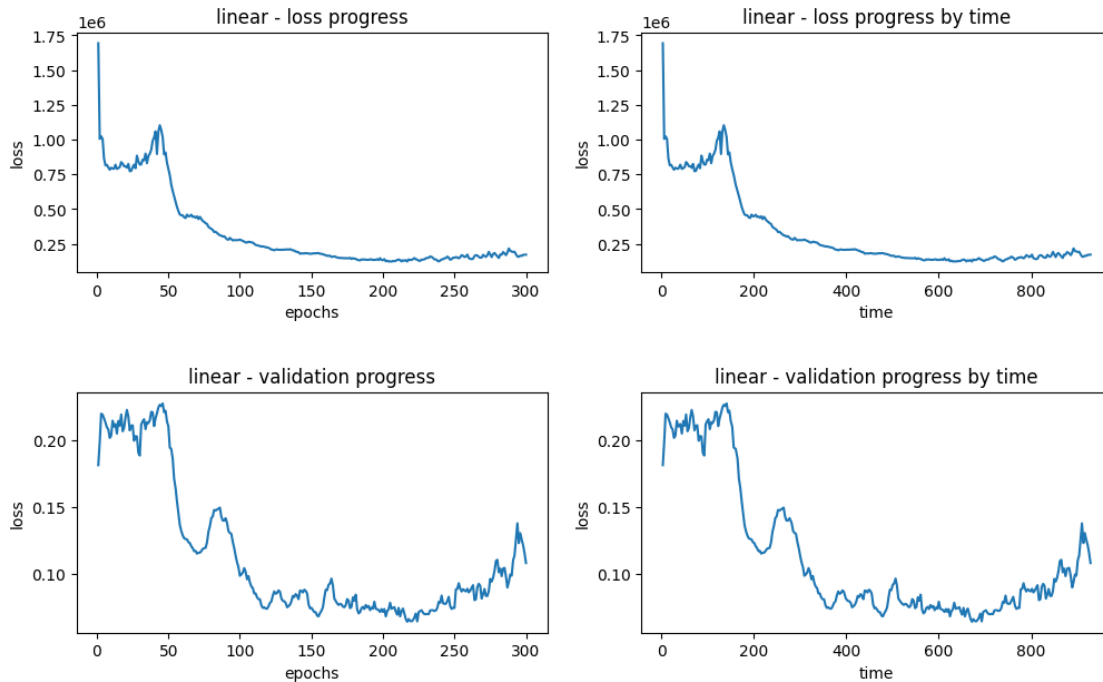 linear - loss progress
1e6
1.75
1.50
1.25
1.00
0.75
0.50
0.25
loss
0 50 100 150 200 250 300
epochs
linear - loss progress by time
1e6
1.75
1.50
1.25
1.00
0.75
0.50
0.25
loss
0 200 400 600 800
time
linear - validation progress
0.20
0.15
0.10
loss
0 50 100 150 200 250 300
epochs
linear - validation progress by time
0.20
0.15
0.10
loss
0 200 400 600 800
time